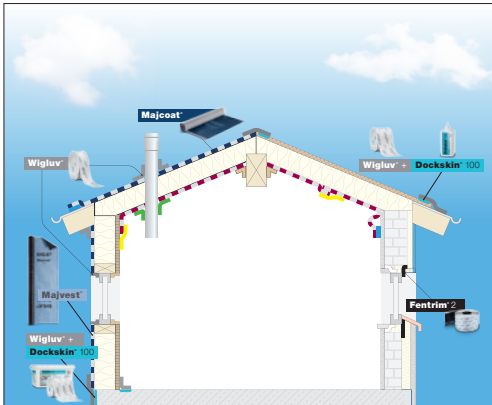 Majcoat°
Wigluv°
Wigluv° + Dockskin° 100
Majvest°
Fentrim° 2
Wigluv° +
Dockskin° 100